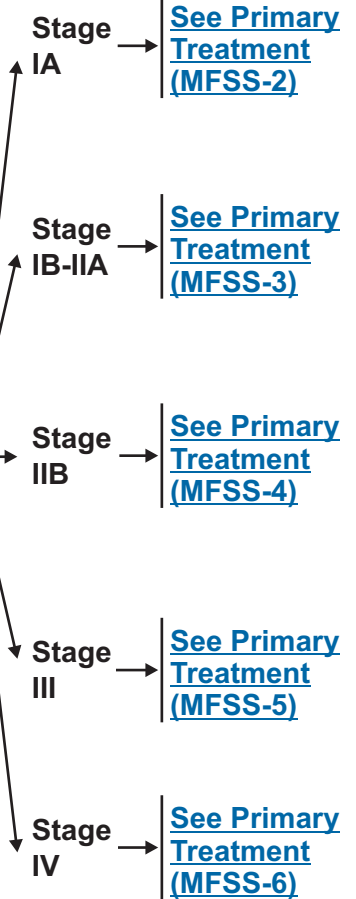 Stage
IA
See Primary
Treatment
(MFSS-2)
Stage
IB-IIA
See Primary
Treatment
(MFSS-3)
Stage
IIB
See Primary
Treatment
(MFSS-4)
Stage
III
See Primary
Treatment
(MFSS-5)
Stage
IV
See Primary
Treatment
(MFSS-6)